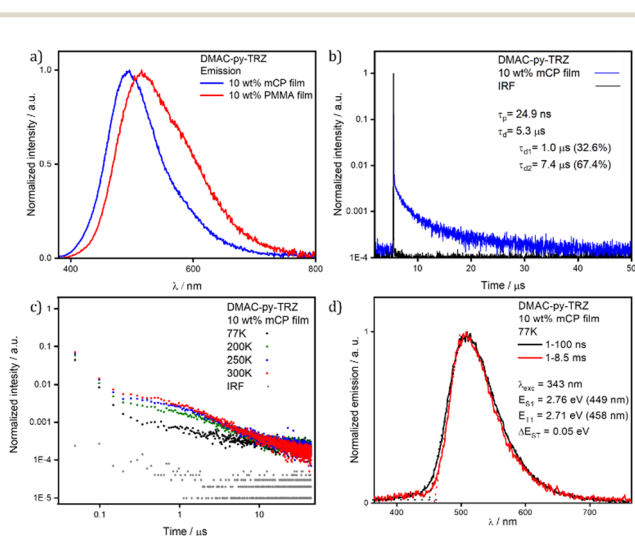 a)
DMAC-py-TRZ
Emission
10 wt% mCP film
10 wt% PMMA film
Normalized intensity / a.u.
1.0
0.5
0.0
400
600
800
λ / nm
b)
DMAC-py-TRZ
10 wt% mCP film
IRF
τp = 24.9 ns
τd = 5.3 μs
τd1 = 1.0 μs (32.6%)
τd2 = 7.4 μs (67.4%)
Normalized intensity / a.u.
1
0.1
0.01
0.001
1E-4
10
20
30
40
50
Time / μs
c)
DMAC-py-TRZ
10 wt% mCP film
77K
200K
250K
300K
IRF
Normalized intesity / a.u.
1
0.1
0.01
0.001
1E-4
1E-5
0.1
1
10
Time / μs
d)
DMAC-py-TRZ
10 wt% mCP film
77K
1-100 ns
1-8.5 ms
λexc = 343 nm
ES1 = 2.76 eV (449 nm)
ET1 = 2.71 eV (458 nm)
ΔEST = 0.05 eV
Normalized emission / a. u.
1
0
400
500
600
700
λ / nm